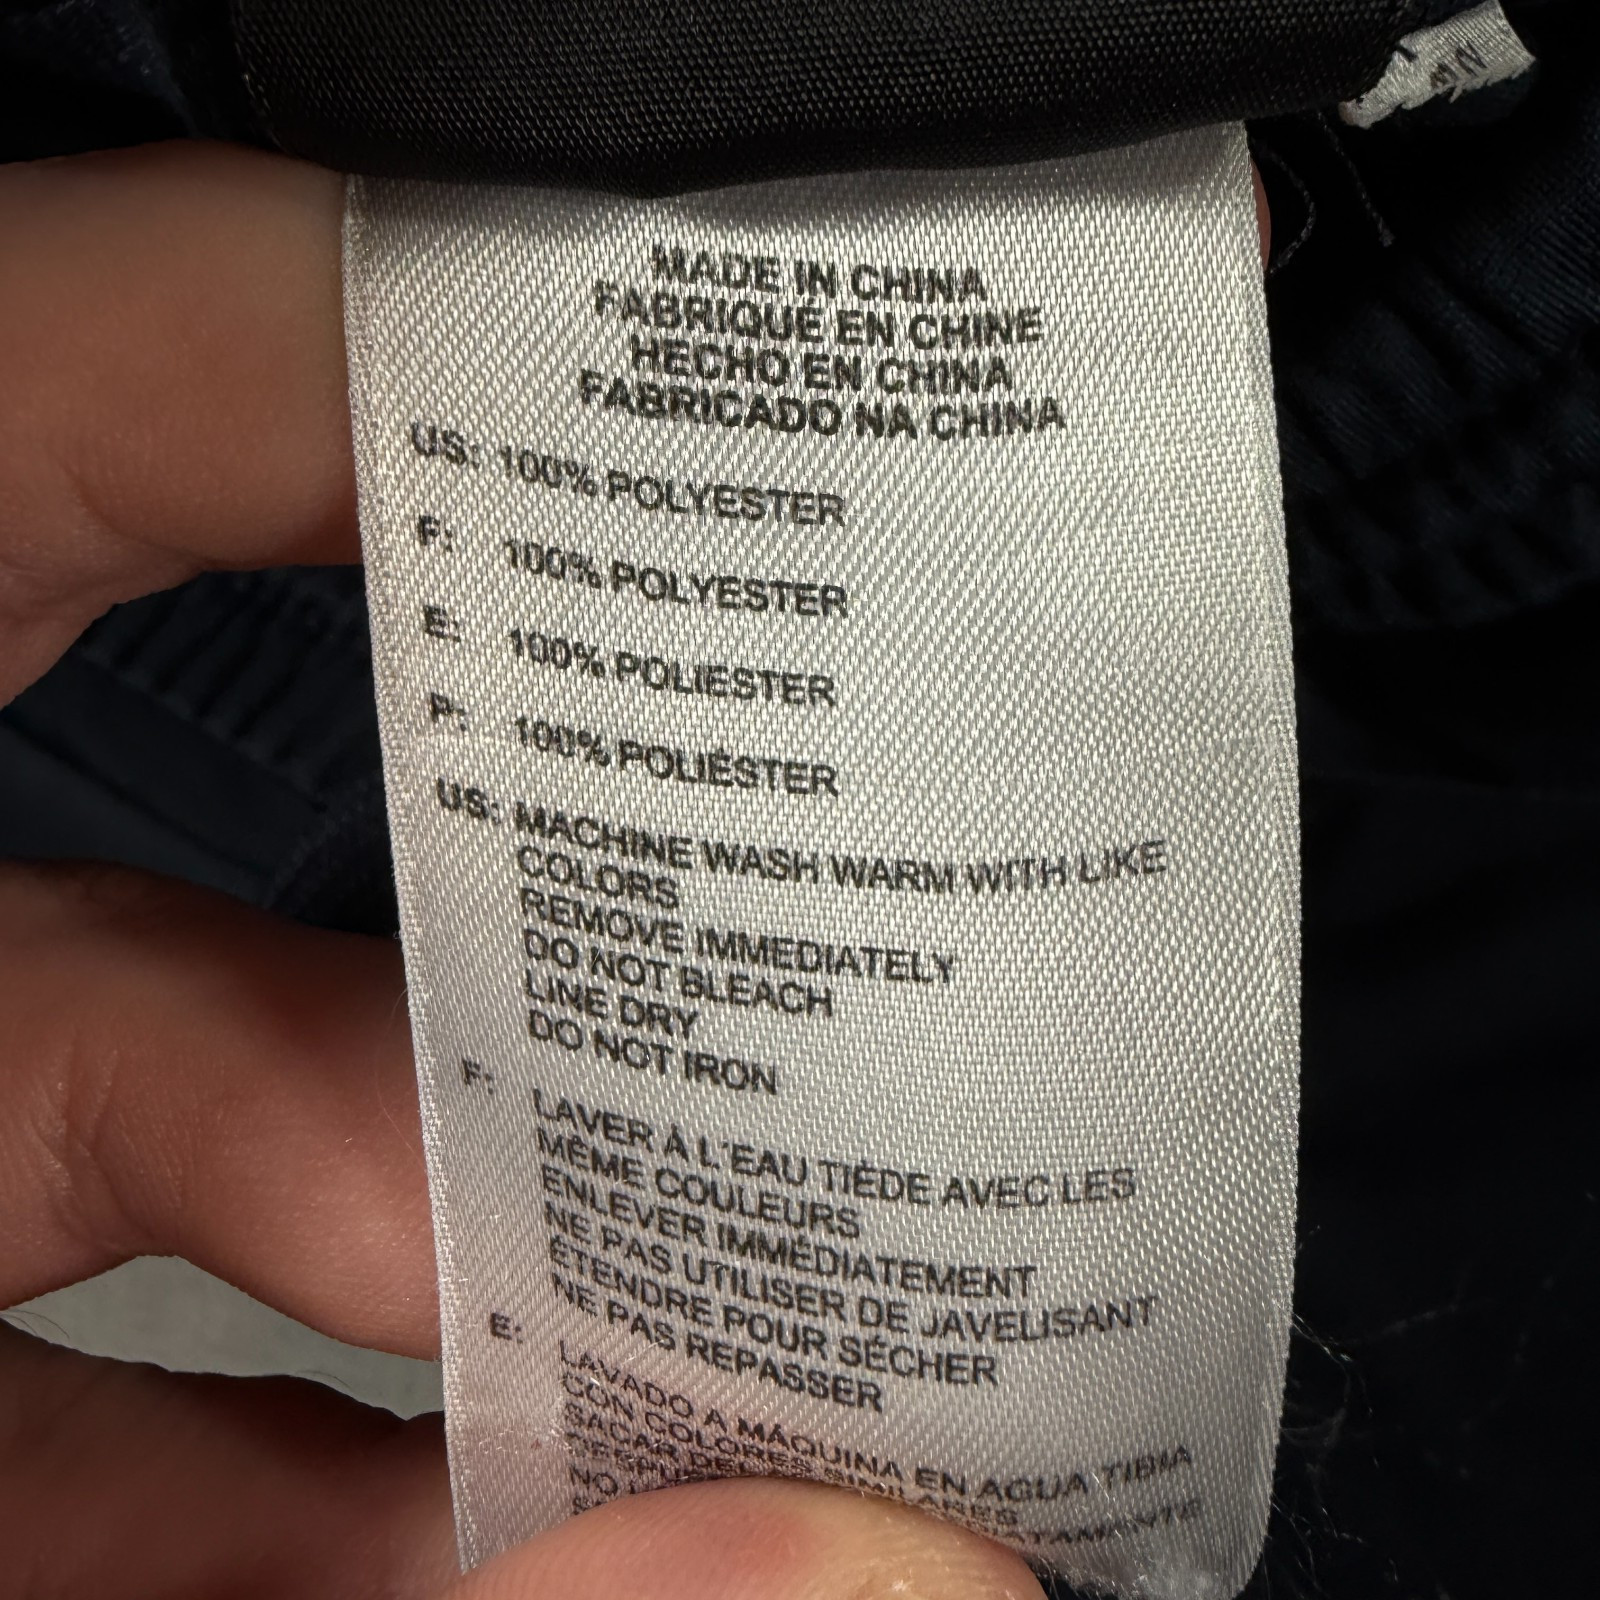 MADE IN CHINA
FABRIQUE EN CHINE
HECHO EN CHINA
FABRICADO NA CHINA
US: 100% POLYESTER
F: 100% POLYESTER
E: 100% POLIESTER
P: 100% POLIÉSTER
US: MACHINE WASH WARM WITH LIKE
COLORS
REMOVE IMMEDIATELY
DO NOT BLEACH
LINE DRY
DO NOT IRON
F: LAVER À L'EAU TIÈDE AVEC LES
MÊME COULEURS
ENLEVER IMMÉDIATEMENT
NE PAS UTILISER DE JAVELISANT
ÉTENDRE POUR SÉCHER
NE PAS REPASSER
E: LAVADO A MÁQUINA EN AGUA TIBIA
CON COLORES SIMILARES
SACAR
NO